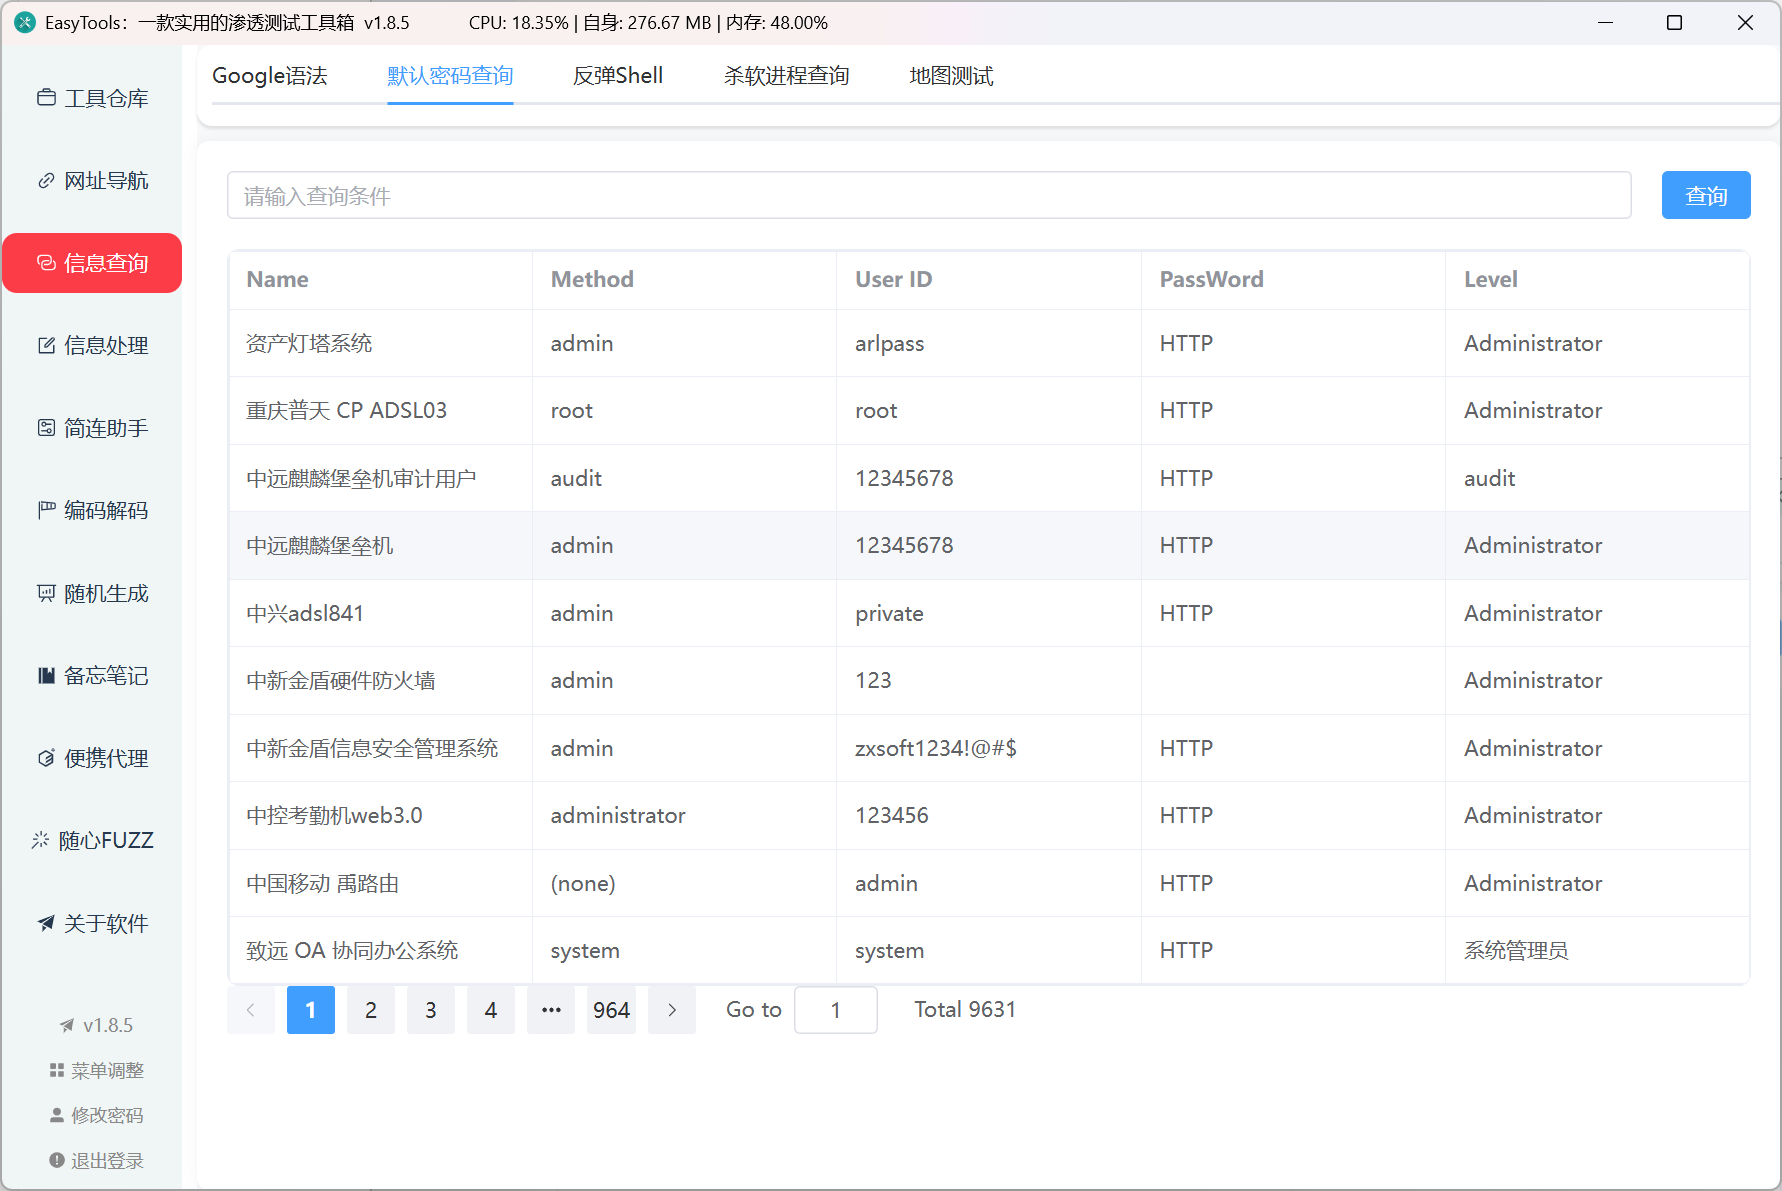 EasyTools：一款实用的渗透测试工具箱 v1.8.5 CPU: 18.35% | 自身: 276.67 MB | 内存: 48.00%
工具仓库
网址导航
信息查询
信息处理
简连助手
编码解码
随机生成
备忘笔记
便携代理
随心FUZZ
关于软件
v1.8.5
菜单调整
修改密码
退出登录
Google语法 默认密码查询 反弹Shell 杀软进程查询 地图测试
请输入查询条件 查询
Name Method User ID PassWord Level
资产灯塔系统 admin arlpass HTTP Administrator
重庆普天 CP ADSL03 root root HTTP Administrator
中远麒麟堡垒机审计用户 audit 12345678 HTTP audit
中远麒麟堡垒机 admin 12345678 HTTP Administrator
中兴adsl841 admin private HTTP Administrator
中新金盾硬件防火墙 admin 123 Administrator
中新金盾信息安全管理系统 admin zxsoft1234!@#$ HTTP Administrator
中控考勤机web3.0 administrator 123456 HTTP Administrator
中国移动 禹路由 (none) admin HTTP Administrator
致远 OA 协同办公系统 system system HTTP 系统管理员
1 2 3 4 ••• 964 Go to 1 Total 9631